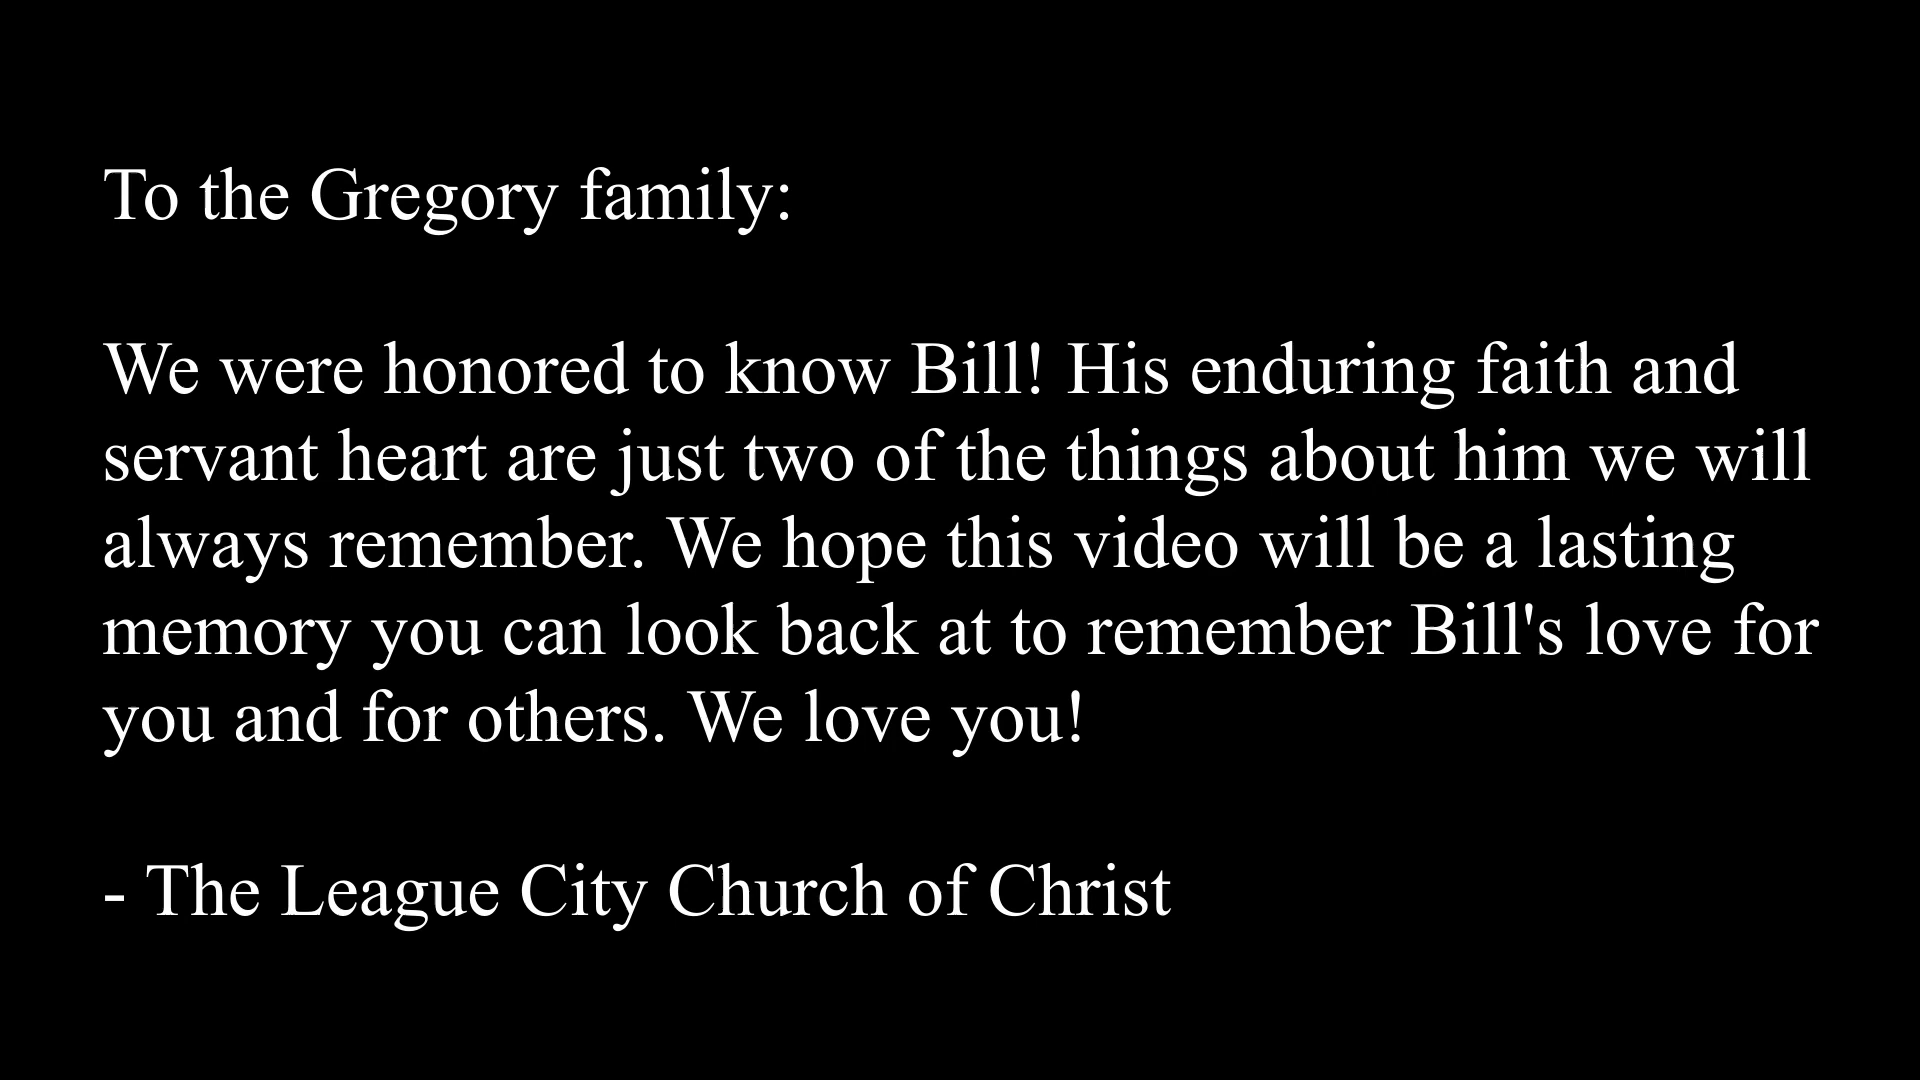 To the Gregory family:
We were honored to know Bill! His enduring faith and
servant heart are just two of the things about him we will
always remember. We hope this video will be a lasting
memory you can look back at to remember Bill's love for
you and for others. We love you!
- The League City Church of Christ